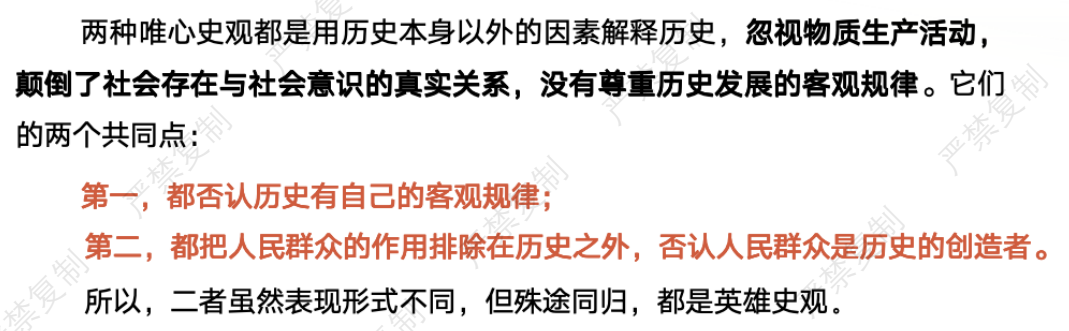 两种唯心史观都是用历史本身以外的因素解释历史，忽视物质生产活动，
颠倒了社会存在与社会意识的真实关系，没有尊重历史发展的客观规律。它们
的两个共同点：
第一，都否认历史有自己的客观规律；
第二，都把人民群众的作用排除在历史之外，否认人民群众是历史的创造者。
所以，二者虽然表现形式不同，但殊途同归，都是英雄史观。
严禁复制
严禁复制
严禁复制
严禁复制
严禁复制
严禁复制
严禁复制